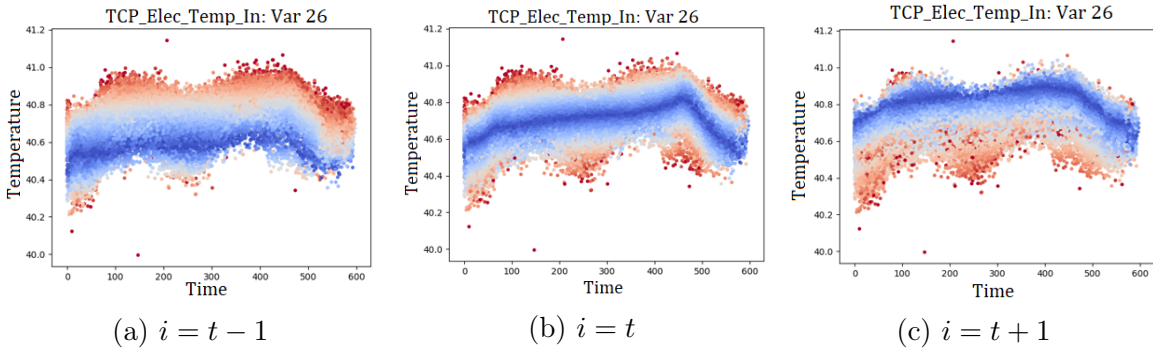 TCP_Elec_Temp_In: Var 26
41.2
41.0
40.8
40.6
40.4
40.2
40.0
Temperature
0 100 200 300 400 500 600
Time
(a) i = t − 1
TCP_Elec_Temp_In: Var 26
41.2
41.0
40.8
40.6
40.4
40.2
40.0
Temperature
0 100 200 300 400 500 600
Time
(b) i = t
TCP_Elec_Temp_In: Var 26
41.2
41.0
40.8
40.6
40.4
40.2
40.0
Temperature
0 100 200 300 400 500 600
Time
(c) i = t + 1